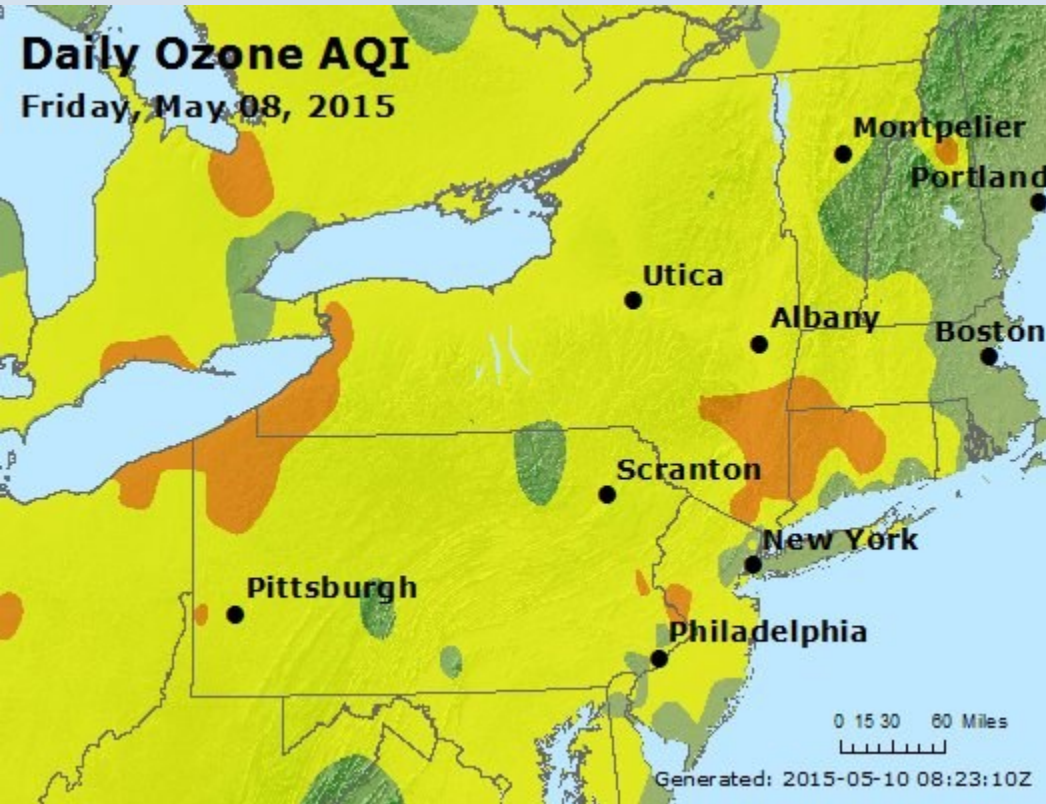 Daily Ozone AQI
Friday, May 08, 2015
Montpelier
Portland
Utica
Albany
Boston
Scranton
New York
Pittsburgh
Philadelphia
0 15 30 60 Miles
Generated: 2015-05-10 08:23:10Z